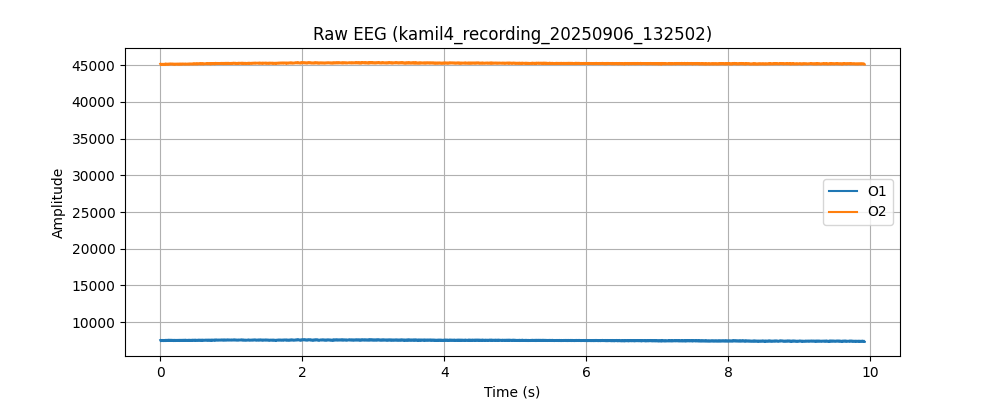 Raw EEG (kamil4_recording_20250906_132502)
45000
40000
35000
30000
25000
20000
15000
10000
Amplitude
O1
O2
0 2 4 6 8 10
Time (s)